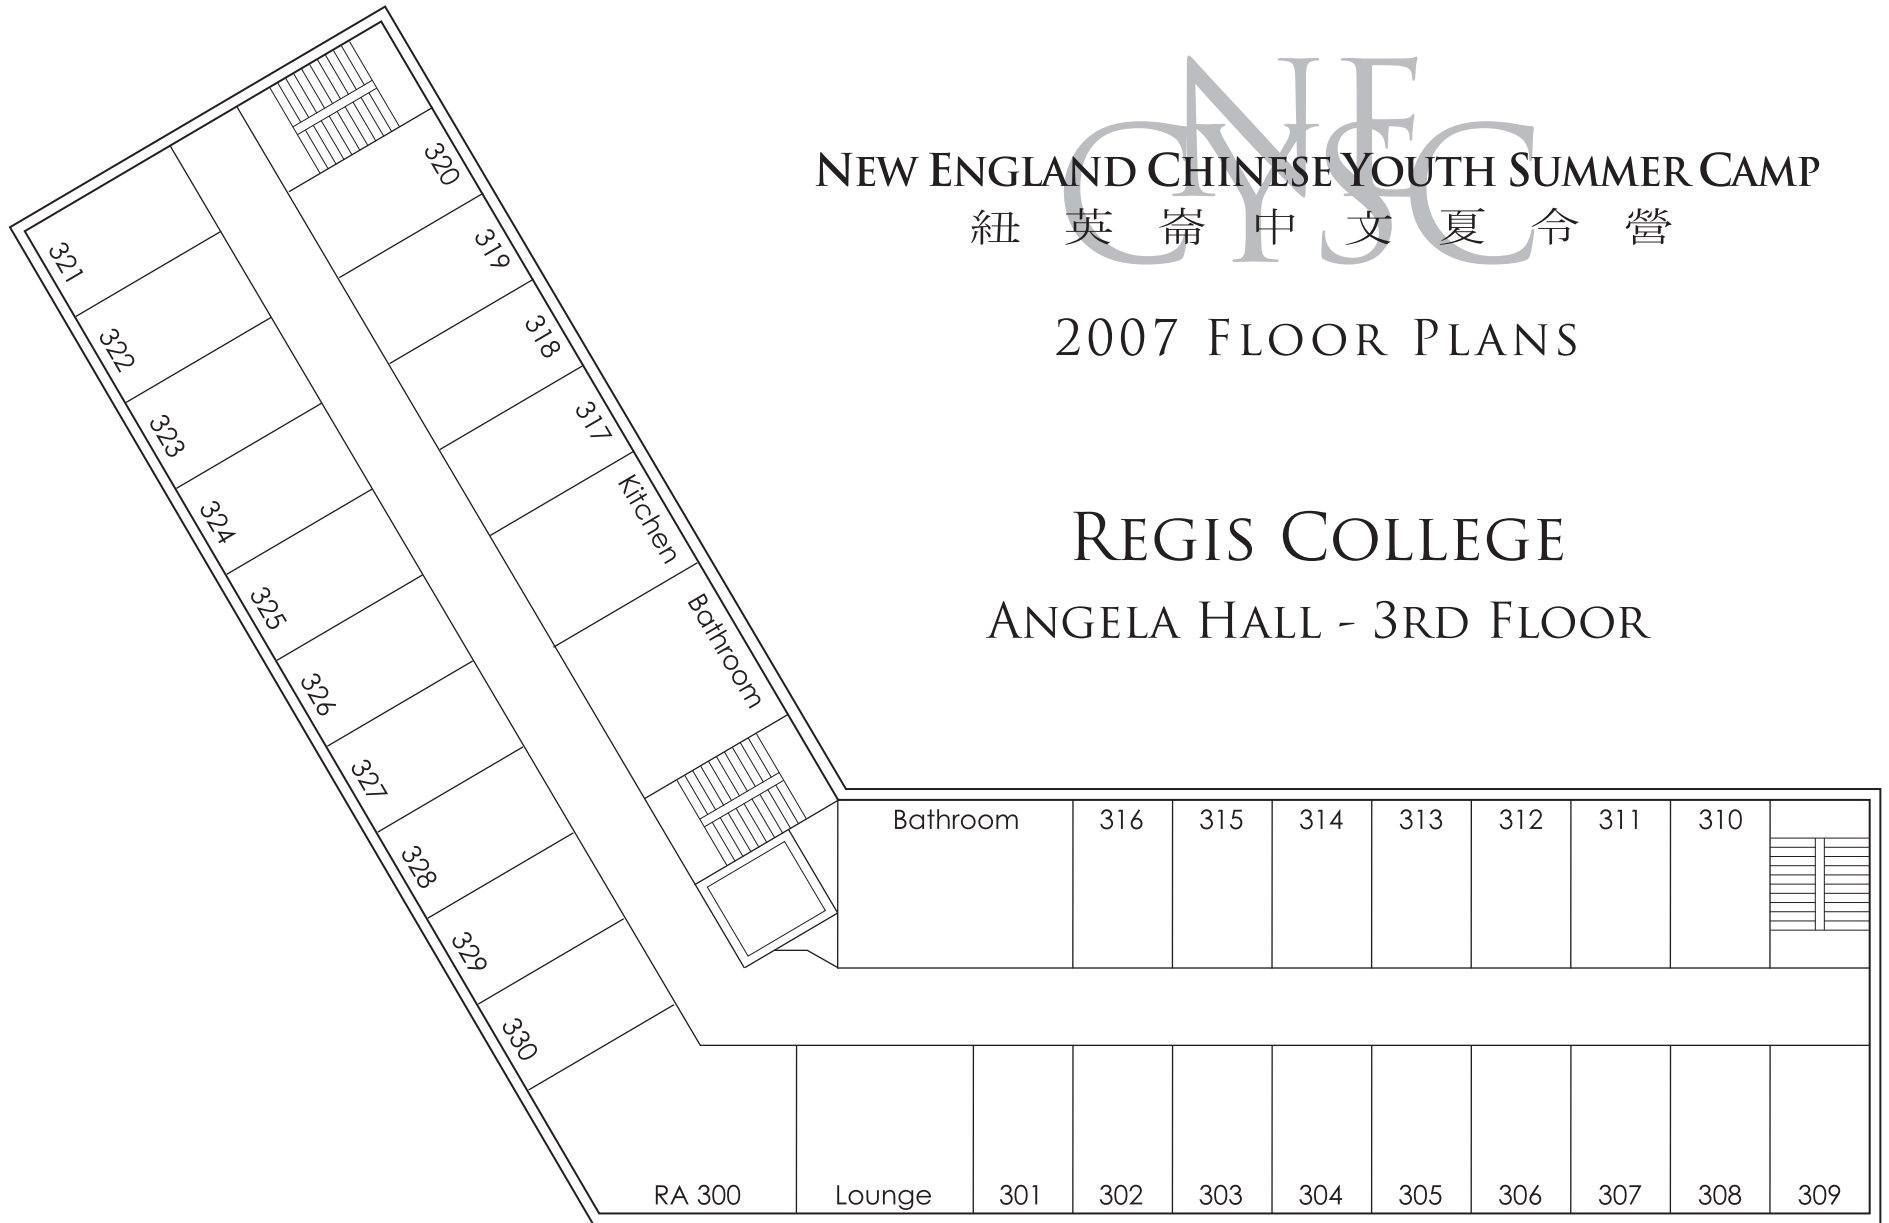 NE
CYSC
NEW ENGLAND CHINESE YOUTH SUMMER CAMP
紐英崙中文夏令營
2007 FLOOR PLANS
REGIS COLLEGE
ANGELA HALL - 3RD FLOOR
320
319
318
317
Kitchen
Bathroom
321
322
323
324
325
326
327
328
329
330
Bathroom 316 315 314 313 312 311 310
RA 300 Lounge 301 302 303 304 305 306 307 308 309